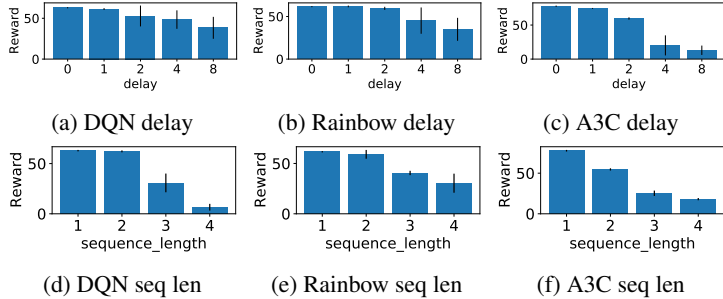 Reward
50
0
0 1 2 4 8
delay
(a) DQN delay
Reward
50
0
0 1 2 4 8
delay
(b) Rainbow delay
Reward
50
0
0 1 2 4 8
delay
(c) A3C delay
Reward
50
0
1 2 3 4
sequence_length
(d) DQN seq len
Reward
50
0
1 2 3 4
sequence_length
(e) Rainbow seq len
Reward
50
0
1 2 3 4
sequence_length
(f) A3C seq len